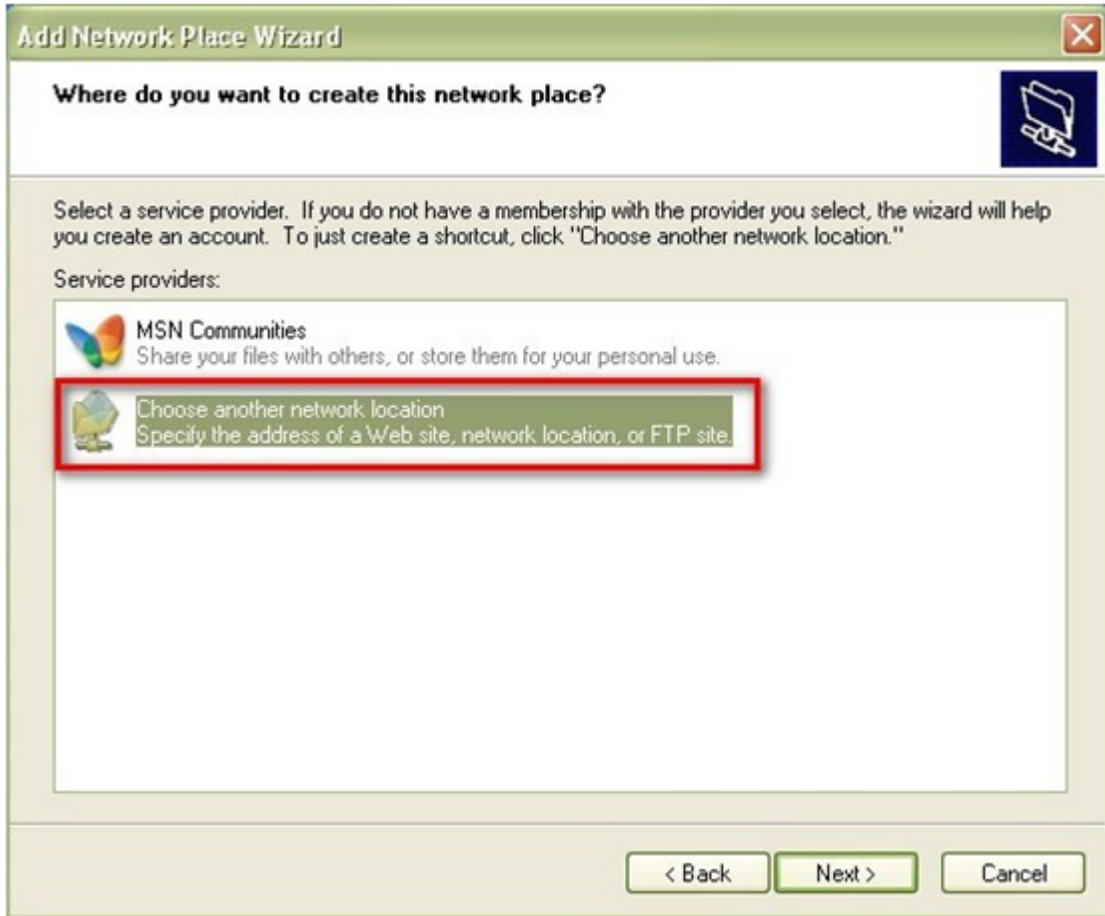 Add Network Place Wizard
Where do you want to create this network place?
Select a service provider. If you do not have a membership with the provider you select, the wizard will help
you create an account. To just create a shortcut, click "Choose another network location."
Service providers:
MSN Communities
Share your files with others, or store them for your personal use.
Choose another network location
Specify the address of a Web site, network location, or FTP site.
< Back
Next >
Cancel